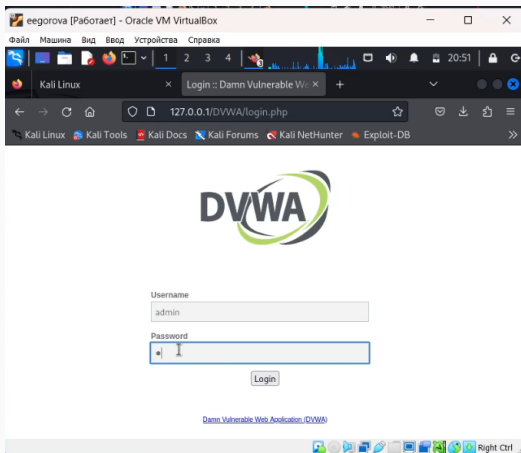 eegorova [Работает] - Oracle VM VirtualBox
Файл Машина Вид Ввод Устройства Справка
1 2 3 4 20:51
Kali Linux Login :: Damn Vulnerable We
127.0.0.1/DVWA/login.php
Kali Linux Kali Tools Kali Docs Kali Forums Kali NetHunter Exploit-DB
DVWA
Username
admin
Password
Login
Damn Vulnerable Web Application (DVWA)
Right Ctrl